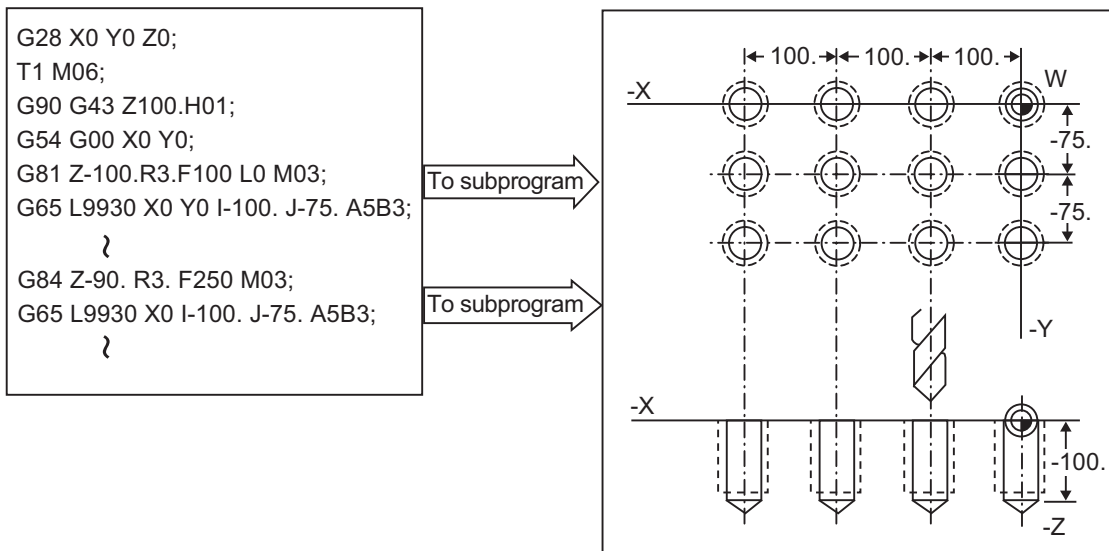 G28 X0 Y0 Z0;
T1 M06;
G90 G43 Z100.H01;
G54 G00 X0 Y0;
G81 Z-100.R3.F100 L0 M03;
G65 L9930 X0 Y0 I-100. J-75. A5B3;
~
G84 Z-90. R3. F250 M03;
G65 L9930 X0 I-100. J-75. A5B3;
~
To subprogram
To subprogram
100. 100. 100.
-X
W
-75.
-75.
-Y
-X
-100.
-Z